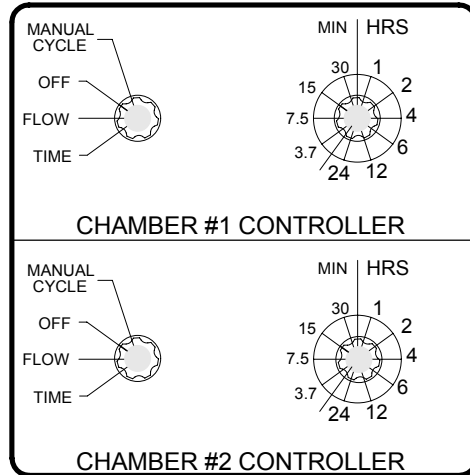 MANUAL
CYCLE
OFF
FLOW
TIME
MIN HRS
30 1
15 2
7.5 4
3.7 6
24 12
CHAMBER #1 CONTROLLER
MANUAL
CYCLE
OFF
FLOW
TIME
MIN HRS
30 1
15 2
7.5 4
3.7 6
24 12
CHAMBER #2 CONTROLLER